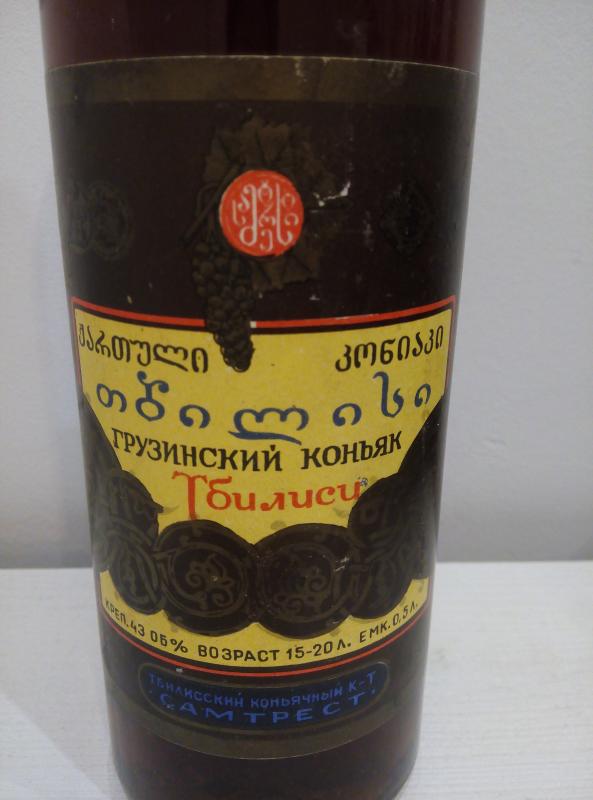 ქართული კონიაკი
თბილისი
ГРУЗИНСКИЙ КОНЬЯК
Тбилиси
КРЕП. 43 ОБ% ВОЗРАСТ 15-20 Л. ЕМК. 0,5 Л.
ТБИЛИССКИЙ КОНЬЯЧНЫЙ К-Т
САМТРЕСТ